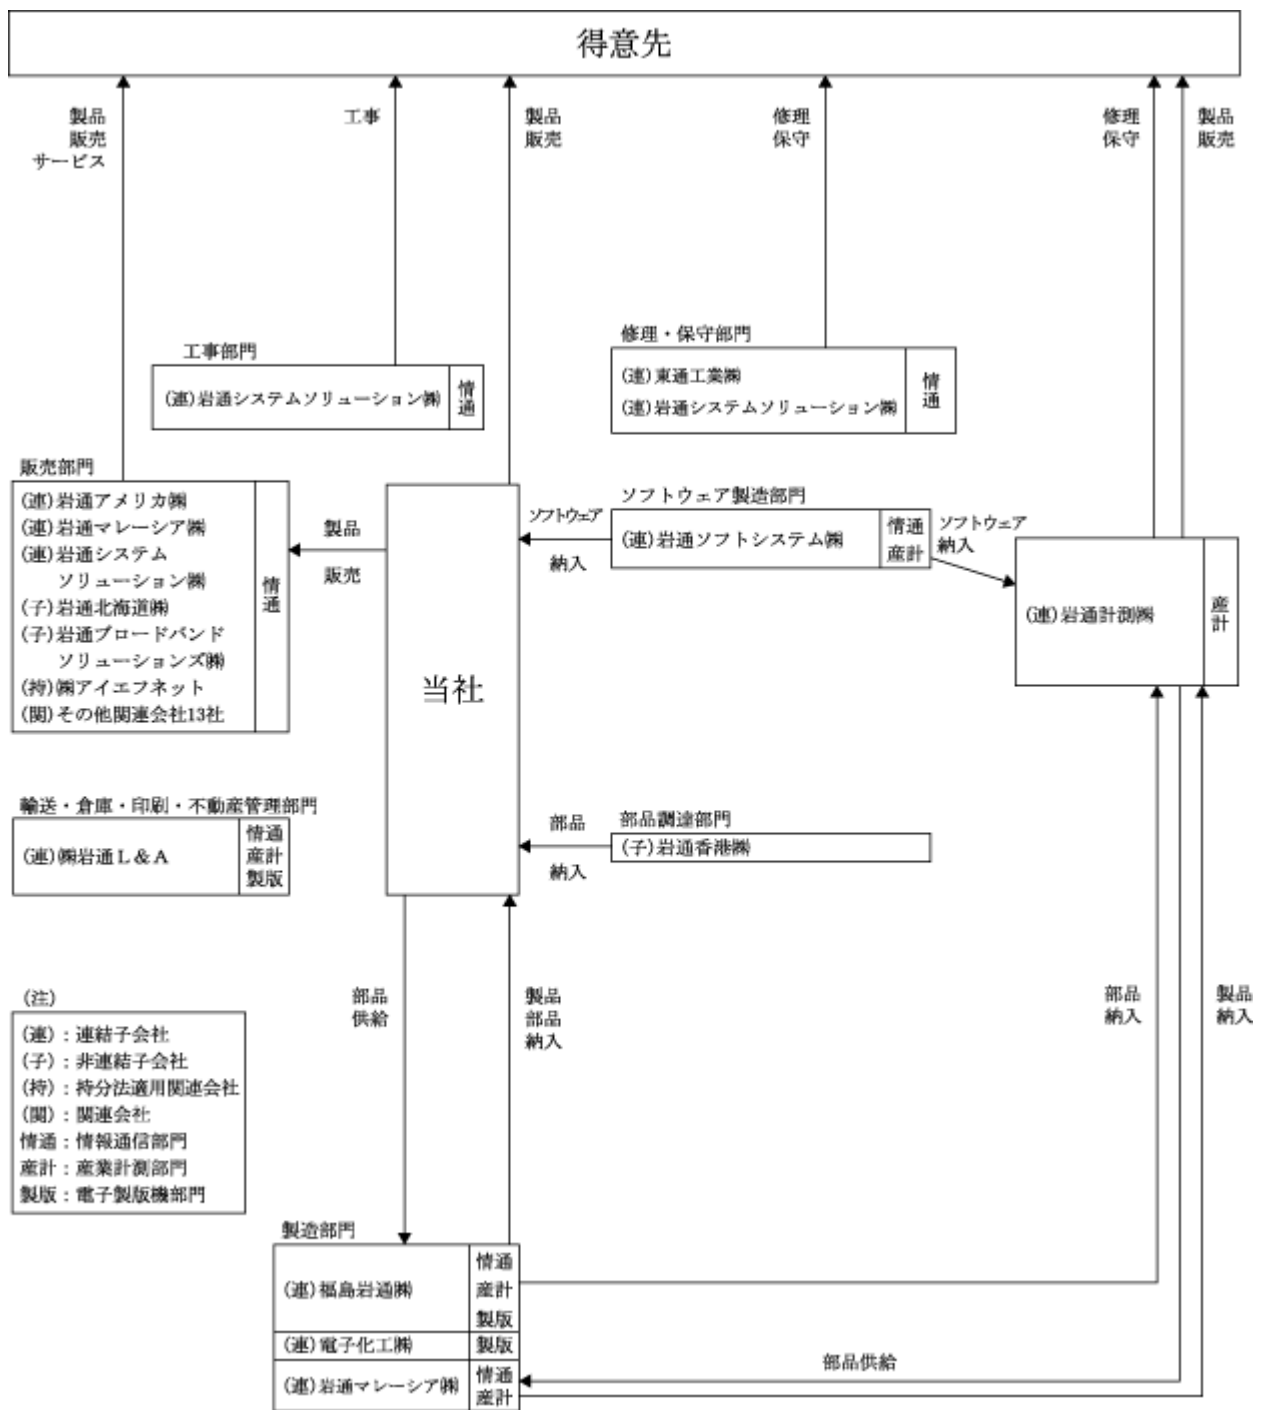 得意先
製品
販売
サービス
工事
製品
販売
修理
保守
修理
保守
製品
販売
工事部門
(連)岩通システムソリューション㈱
情通
修理・保守部門
(連)東通工業㈱
(連)岩通システムソリューション㈱
情通
販売部門
(連)岩通アメリカ㈱
(連)岩通マレーシア㈱
(連)岩通システム
ソリューション㈱
(子)岩通北海道㈱
(子)岩通ブロードバンド
ソリューションズ㈱
(持)㈱アイエフネット
(関)その他関連会社13社
情通
製品
販売
当社
ソフトウェア
納入
ソフトウェア製造部門
(連)岩通ソフトシステム㈱
情通
産計
ソフトウェア
納入
(連)岩通計測㈱
産計
輸送・倉庫・印刷・不動産管理部門
(連)㈱岩通L&A
情通
産計
製版
部品
納入
部品調達部門
(子)岩通香港㈱
部品
供給
製品
部品
納入
部品
納入
製品
納入
(注)
(連)：連結子会社
(子)：非連結子会社
(持)：持分法適用関連会社
(関)：関連会社
情通：情報通信部門
産計：産業計測部門
製版：電子製版機部門
製造部門
(連)福島岩通㈱
情通
産計
製版
(連)電子化工㈱
製版
(連)岩通マレーシア㈱
情通
産計
部品供給